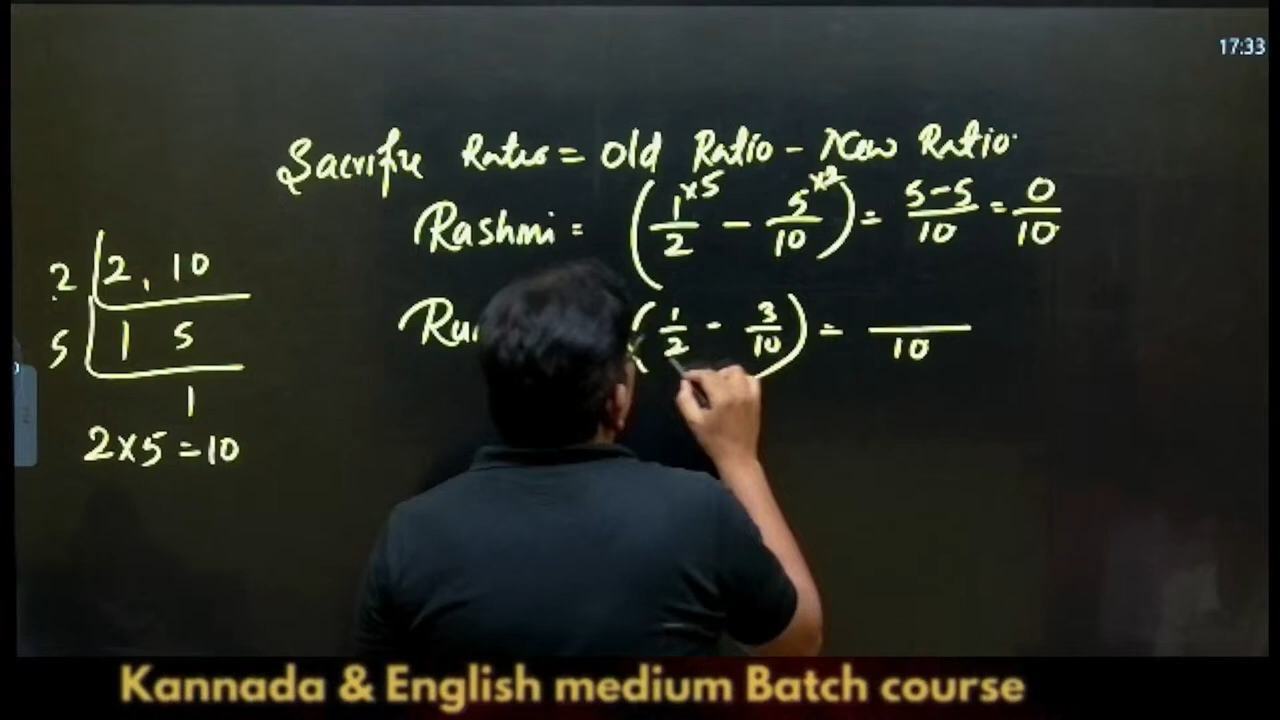 17:33
Sacrifice Ratio = Old Ratio - New Ratio
Rashmi = (1×5/2 - 5/10) = 5-5/10 = 0/10
(1/2 - 3/10) = /10
2 | 2, 10
5 | 1 5
1
2×5=10
Kannada & English medium Batch course